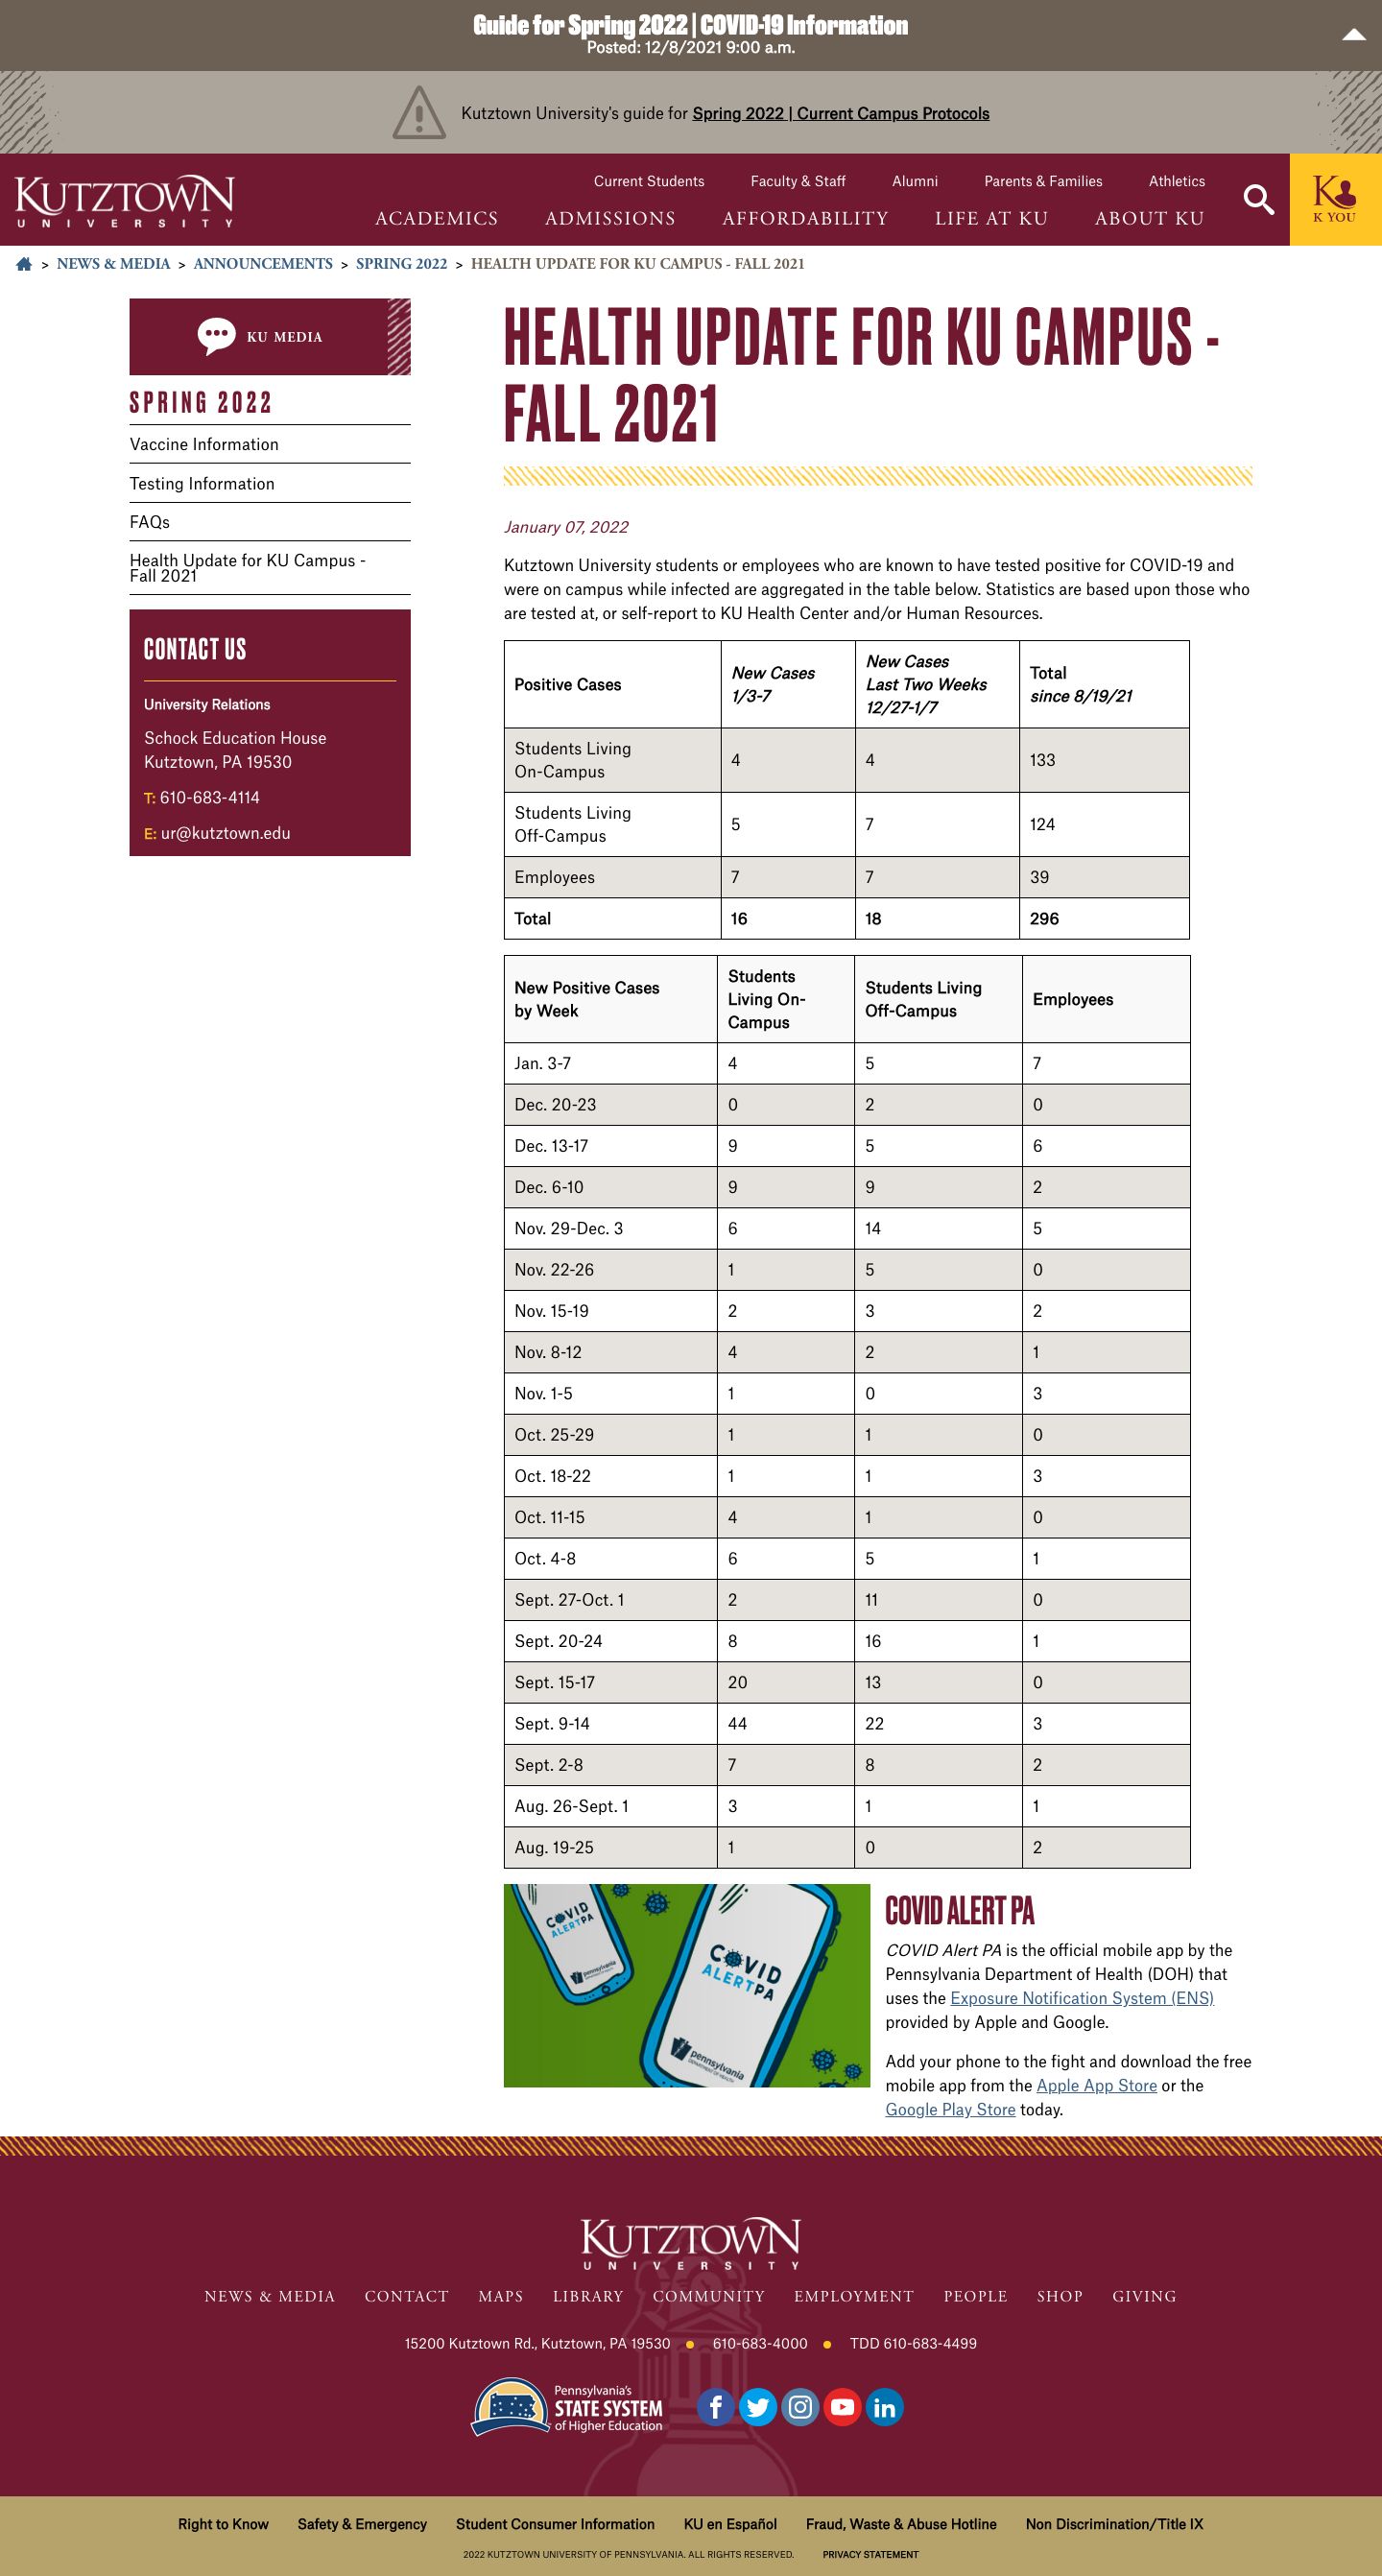 Guide for Spring 2022 | COVID-19 Information
Posted: 12/8/2021 9:00 a.m.
Kutztown University's guide for Spring 2022 | Current Campus Protocols
KUTZTOWN
UNIVERSITY
Current Students Faculty & Staff Alumni Parents & Families Athletics
ACADEMICS ADMISSIONS AFFORDABILITY LIFE AT KU ABOUT KU
K YOU
> NEWS & MEDIA > ANNOUNCEMENTS > SPRING 2022 > HEALTH UPDATE FOR KU CAMPUS - FALL 2021
KU MEDIA
SPRING 2022
Vaccine Information
Testing Information
FAQs
Health Update for KU Campus -
Fall 2021
CONTACT US
University Relations
Schock Education House
Kutztown, PA 19530
T: 610-683-4114
E: ur@kutztown.edu
HEALTH UPDATE FOR KU CAMPUS -
FALL 2021
January 07, 2022
Kutztown University students or employees who are known to have tested positive for COVID-19 and
were on campus while infected are aggregated in the table below. Statistics are based upon those who
are tested at, or self-report to KU Health Center and/or Human Resources.
Positive Cases
New Cases
1/3-7
New Cases
Last Two Weeks
12/27-1/7
Total
since 8/19/21
Students Living
On-Campus
4 4 133
Students Living
Off-Campus
5 7 124
Employees 7 7 39
Total 16 18 296
New Positive Cases
by Week
Students
Living On-
Campus
Students Living
Off-Campus
Employees
Jan. 3-7 4 5 7
Dec. 20-23 0 2 0
Dec. 13-17 9 5 6
Dec. 6-10 9 9 2
Nov. 29-Dec. 3 6 14 5
Nov. 22-26 1 5 0
Nov. 15-19 2 3 2
Nov. 8-12 4 2 1
Nov. 1-5 1 0 3
Oct. 25-29 1 1 0
Oct. 18-22 1 1 3
Oct. 11-15 4 1 0
Oct. 4-8 6 5 1
Sept. 27-Oct. 1 2 11 0
Sept. 20-24 8 16 1
Sept. 15-17 20 13 0
Sept. 9-14 44 22 3
Sept. 2-8 7 8 2
Aug. 26-Sept. 1 3 1 1
Aug. 19-25 1 0 2
COVID
ALERTPA
pennsylvania
COVID
ALERTPA
pennsylvania
DEPARTMENT OF HEALTH
COVID ALERT PA
COVID Alert PA is the official mobile app by the
Pennsylvania Department of Health (DOH) that
uses the Exposure Notification System (ENS)
provided by Apple and Google.
Add your phone to the fight and download the free
mobile app from the Apple App Store or the
Google Play Store today.
KUTZTOWN
UNIVERSITY
NEWS & MEDIA CONTACT MAPS LIBRARY COMMUNITY EMPLOYMENT PEOPLE SHOP GIVING
15200 Kutztown Rd., Kutztown, PA 19530 610-683-4000 TDD 610-683-4499
Pennsylvania's
STATE SYSTEM
of Higher Education
Right to Know Safety & Emergency Student Consumer Information KU en Español Fraud, Waste & Abuse Hotline Non Discrimination/Title IX
2022 KUTZTOWN UNIVERSITY OF PENNSYLVANIA. ALL RIGHTS RESERVED. PRIVACY STATEMENT